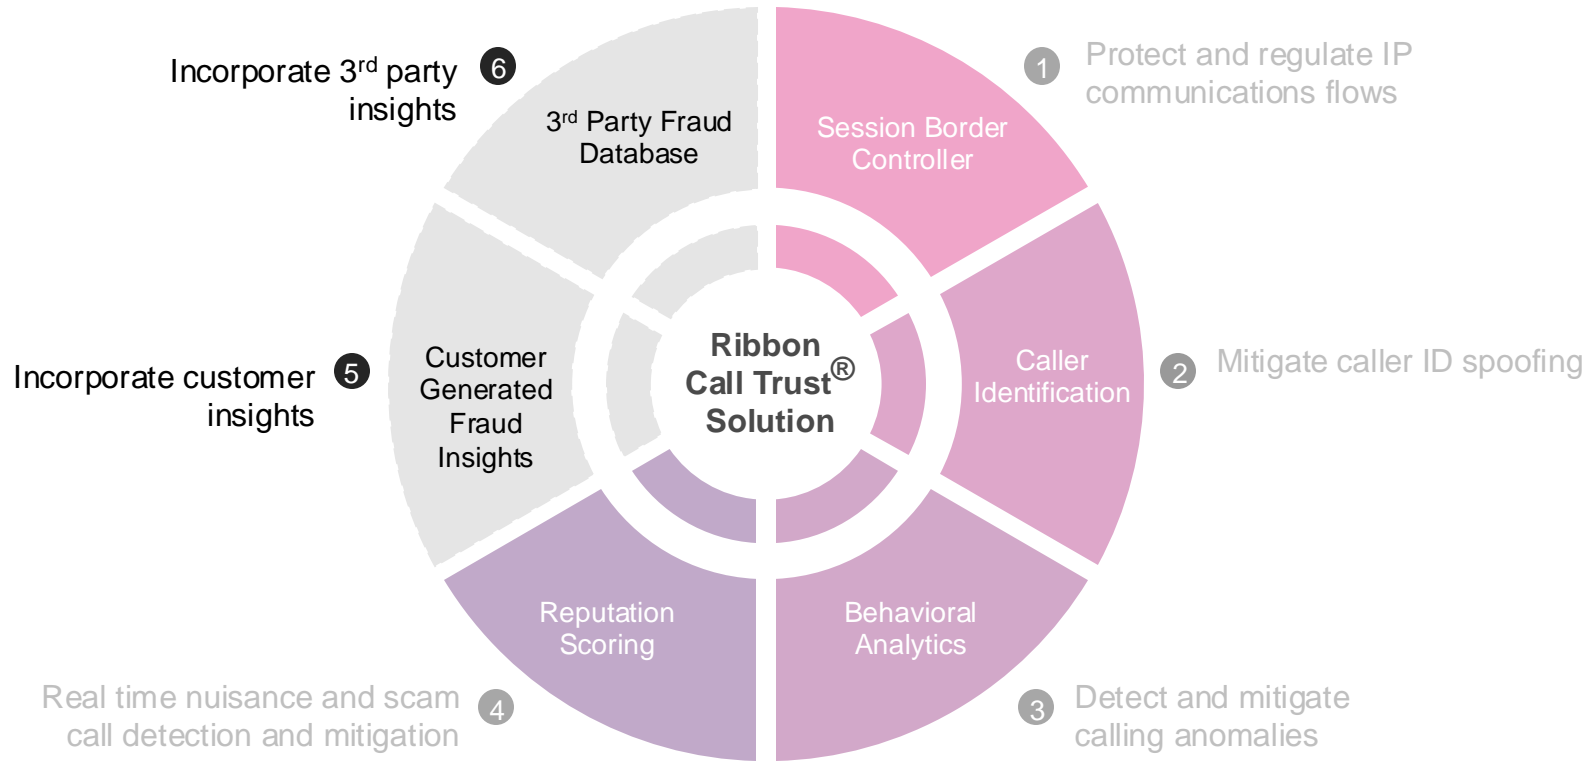 Incorporate 3rd party
insights
6
3rd Party Fraud
Database
1
Protect and regulate IP
communications flows
Session Border
Controller
Caller
Identification
2
Mitigate caller ID spoofing
Ribbon
Call Trust®
Solution
Incorporate customer
insights
5
Customer
Generated
Fraud
Insights
Reputation
Scoring
Behavioral
Analytics
Real time nuisance and scam
call detection and mitigation
4
3
Detect and mitigate
calling anomalies